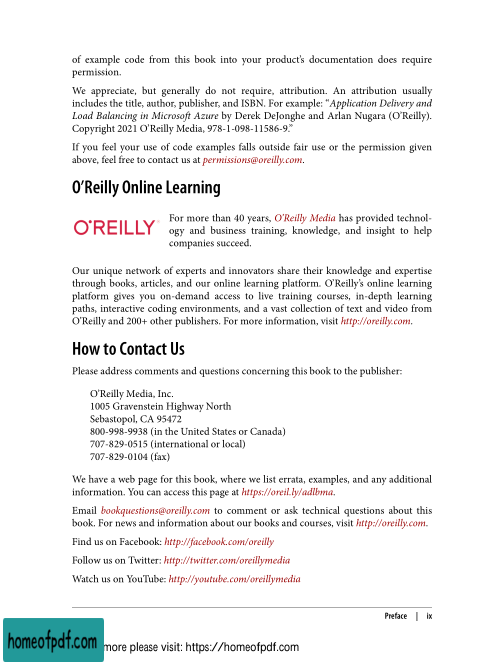 of example code from this book into your product's documentation does require
permission.
We appreciate, but generally do not require, attribution. An attribution usually
includes the title, author, publisher, and ISBN. For example: “Application Delivery and
Load Balancing in Microsoft Azure by Derek DeJonghe and Arlan Nugara (O'Reilly).
Copyright 2021 O'Reilly Media, 978-1-098-11586-9.”
If you feel your use of code examples falls outside fair use or the permission given
above, feel free to contact us at permissions@oreilly.com.
O'Reilly Online Learning
O'REILLY
For more than 40 years, O'Reilly Media has provided technol-
ogy and business training, knowledge, and insight to help
companies succeed.
Our unique network of experts and innovators share their knowledge and expertise
through books, articles, and our online learning platform. O'Reilly's online learning
platform gives you on-demand access to live training courses, in-depth learning
paths, interactive coding environments, and a vast collection of text and video from
O'Reilly and 200+ other publishers. For more information, visit http://oreilly.com.
How to Contact Us
Please address comments and questions concerning this book to the publisher:
O'Reilly Media, Inc.
1005 Gravenstein Highway North
Sebastopol, CA 95472
800-998-9938 (in the United States or Canada)
707-829-0515 (international or local)
707-829-0104 (fax)
We have a web page for this book, where we list errata, examples, and any additional
information. You can access this page at https://oreil.ly/adlbma.
Email bookquestions@oreilly.com to comment or ask technical questions about this
book. For news and information about our books and courses, visit http://oreilly.com.
Find us on Facebook: http://facebook.com/oreilly
Follow us on Twitter: http://twitter.com/oreillymedia
Watch us on YouTube: http://youtube.com/oreillymedia
Preface | ix
homeofpdf.com
more please visit: https://homeofpdf.com